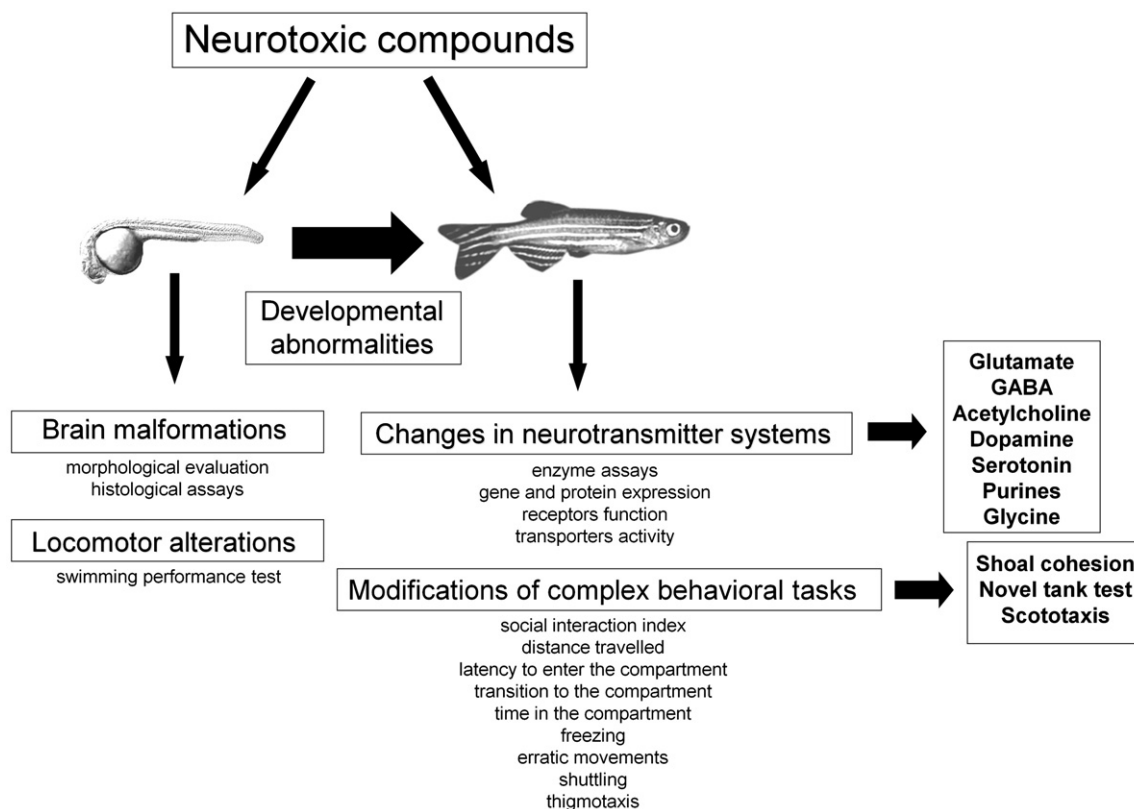 Neurotoxic compounds
Developmental
abnormalities
Brain malformations
morphological evaluation
histological assays
Locomotor alterations
swimming performance test
Changes in neurotransmitter systems
enzyme assays
gene and protein expression
receptors function
transporters activity
Glutamate
GABA
Acetylcholine
Dopamine
Serotonin
Purines
Glycine
Modifications of complex behavioral tasks
social interaction index
distance travelled
latency to enter the compartment
transition to the compartment
time in the compartment
freezing
erratic movements
shuttling
thigmotaxis
Shoal cohesion
Novel tank test
Scototaxis